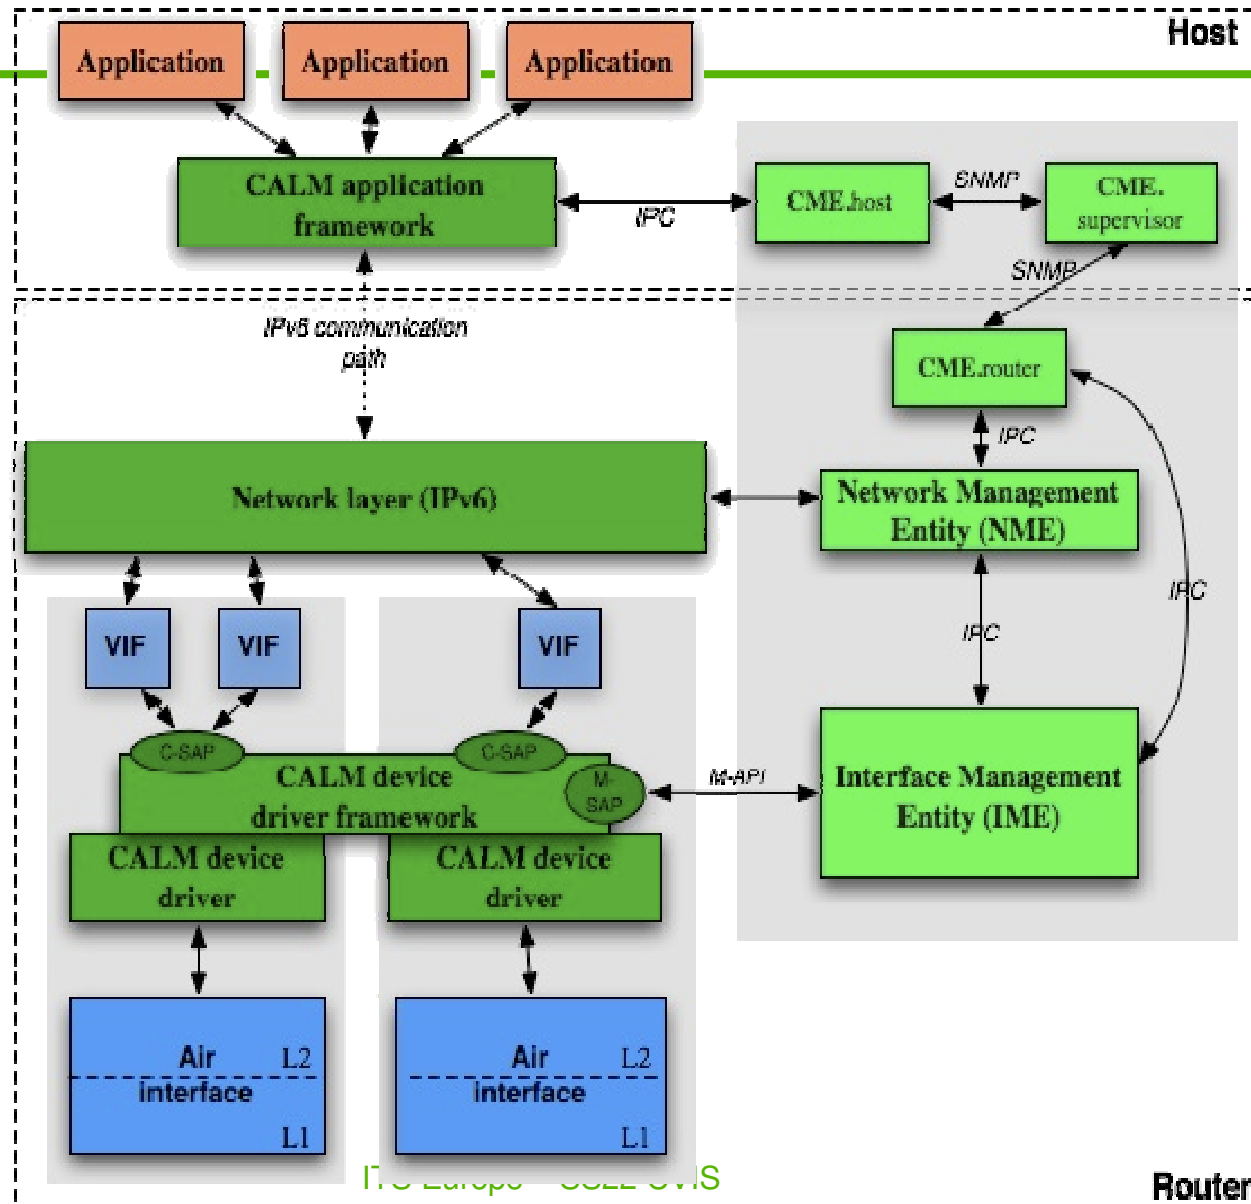 Host
Application
Application
Application
CALM application
framework
IPC
CME.host
SNMP
CME.
supervisor
SNMP
IPv6 communication
path
CME.router
IPC
Network layer (IPv6)
Network Management
Entity (NME)
IPC
IPC
VIF
VIF
VIF
C-SAP
C-SAP
CALM device
driver framework
M-
SAP
M-API
Interface Management
Entity (IME)
CALM device
driver
CALM device
driver
Air
L2
interface
L1
Air
L2
interface
L1
Router